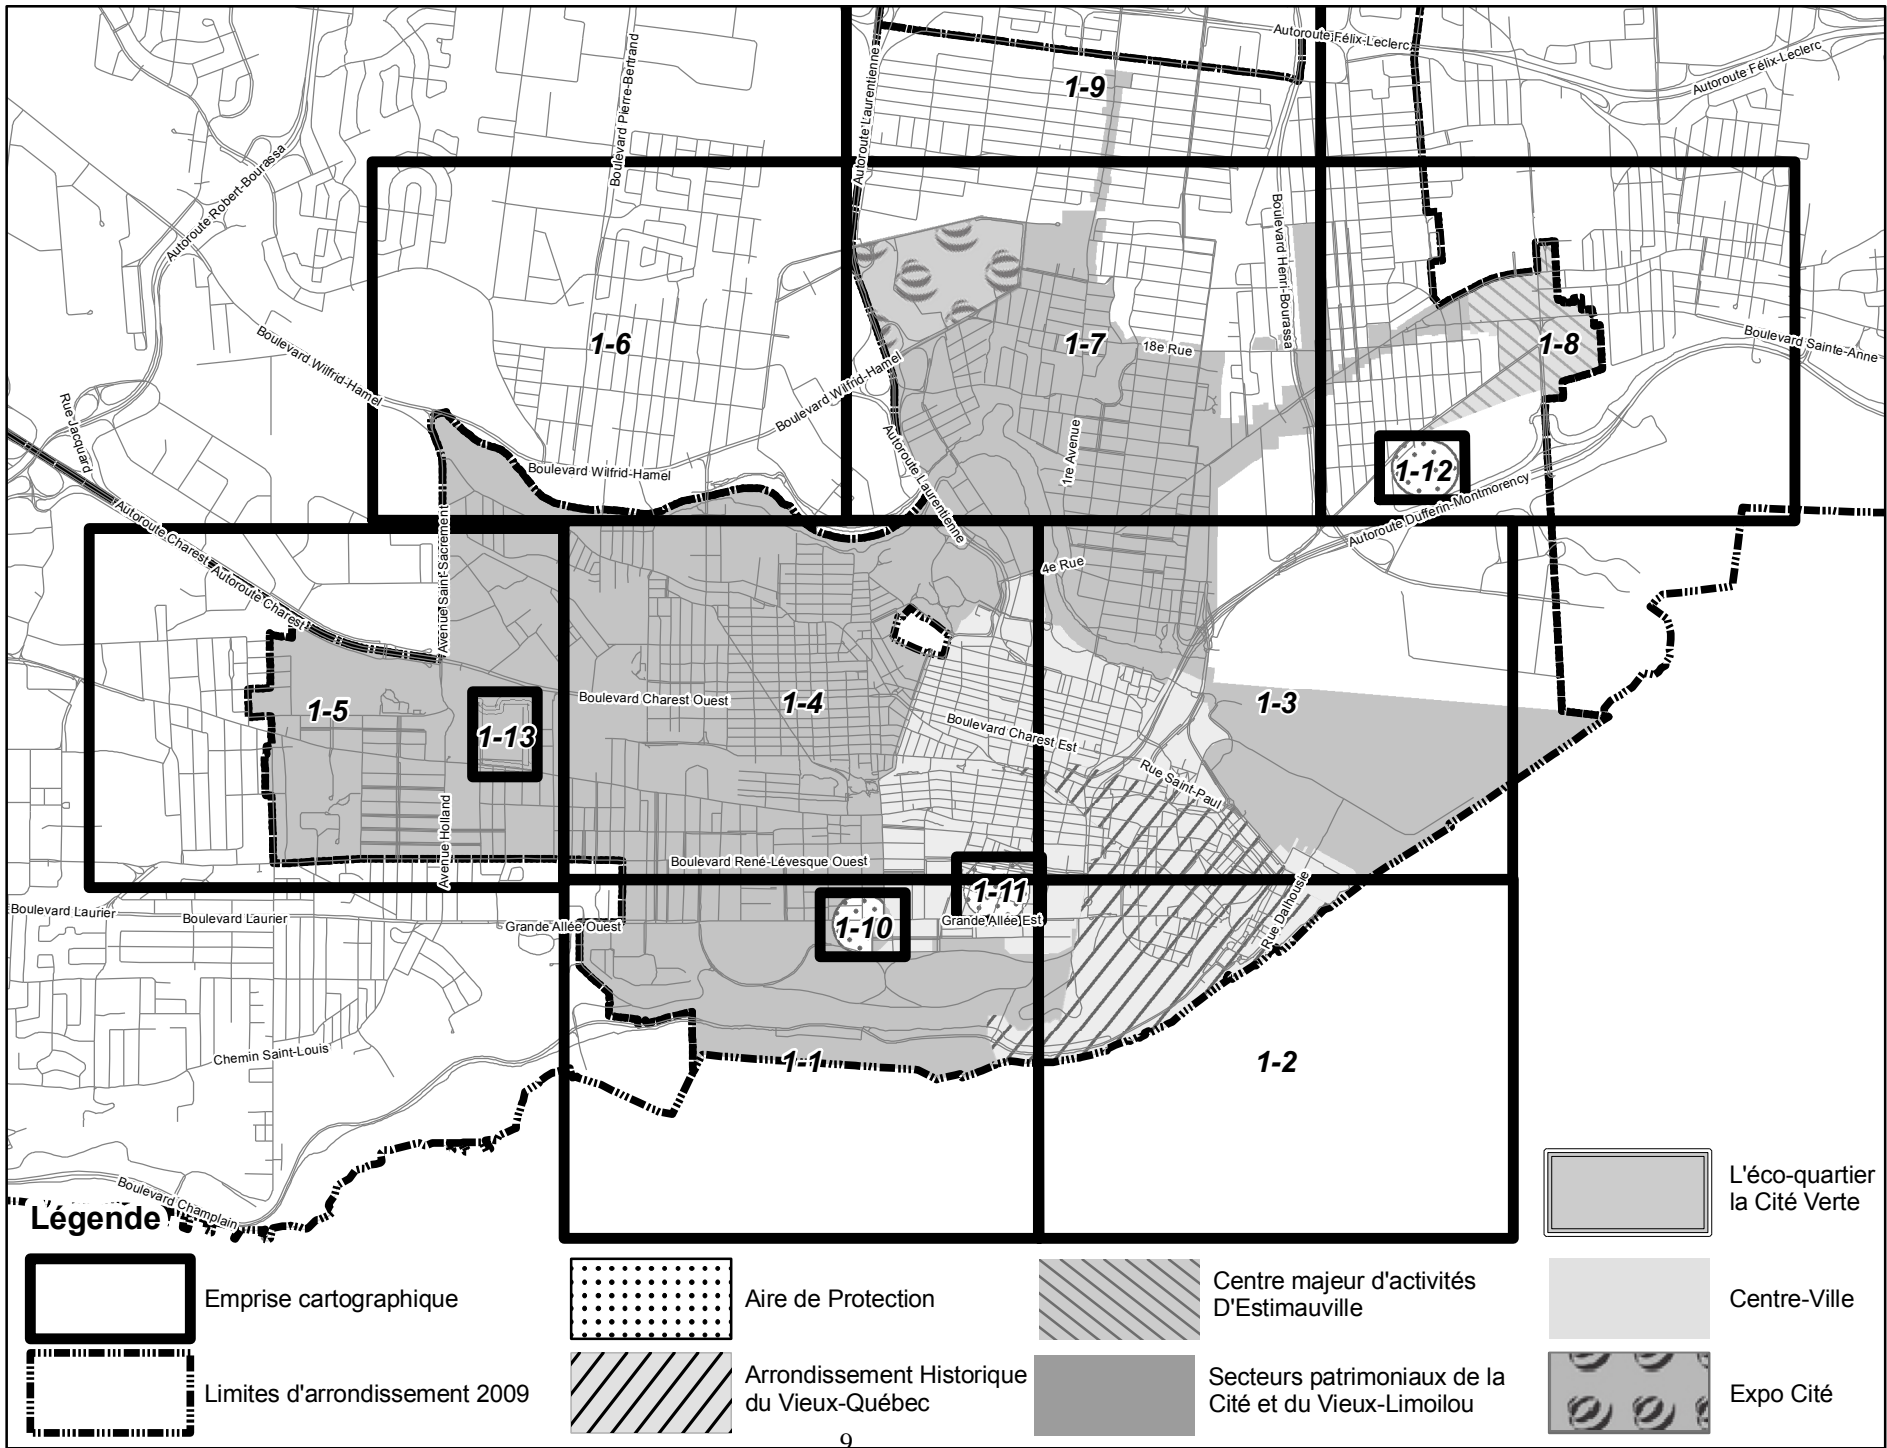 Autoroute Félix-Leclerc
Autoroute Félix-Leclerc
Boulevard Pierre-Bertrand
Autoroute Laurentienne
1-9
Autoroute Robert-Bourassa
Boulevard Henri-Bourassa
Boulevard Wilfrid-Hamel
1-6
1-7
18e Rue
1-8
Boulevard Sainte-Anne
Boulevard Wilfrid-Hamel
Rue Jacquard
Boulevard Wilfrid-Hamel
Autoroute Laurentienne
1re Avenue
1-12
Autoroute Dufferin-Montmorency
Autoroute Charest
Autoroute Charest
Avenue Saint-Sacrement
4e Rue
1-5
1-13
Boulevard Charest Ouest
1-4
Boulevard Charest Est
1-3
Rue Saint-Paul
Avenue Holland
Boulevard René-Lévesque Ouest
1-11
1-10
Grande Allée Est
Rue Dalhousie
Boulevard Laurier
Boulevard Laurier
Grande Allée Ouest
Chemin Saint-Louis
1-1
1-2
Boulevard Champlain
Légende
L'éco-quartier
la Cité Verte
Emprise cartographique
Aire de Protection
Centre majeur d'activités
D'Estimauville
Centre-Ville
Limites d'arrondissement 2009
Arrondissement Historique
du Vieux-Québec
Secteurs patrimoniaux de la
Cité et du Vieux-Limoilou
Expo Cité
9